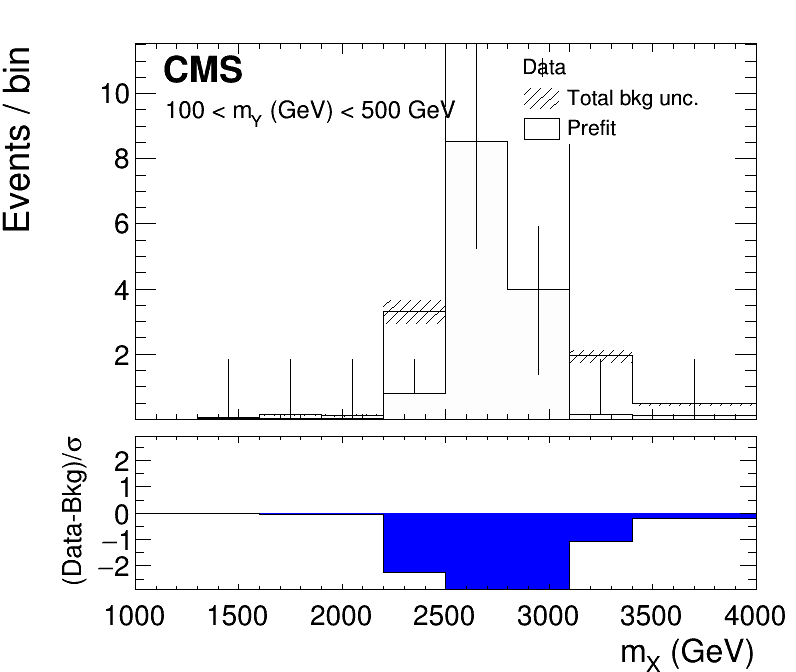 Events / bin
CMS
100 < mY (GeV) < 500 GeV
Data
Total bkg unc.
Prefit
10
8
6
4
2
(Data-Bkg)/σ
2
1
0
−1
−2
1000 1500 2000 2500 3000 3500 4000
mX (GeV)